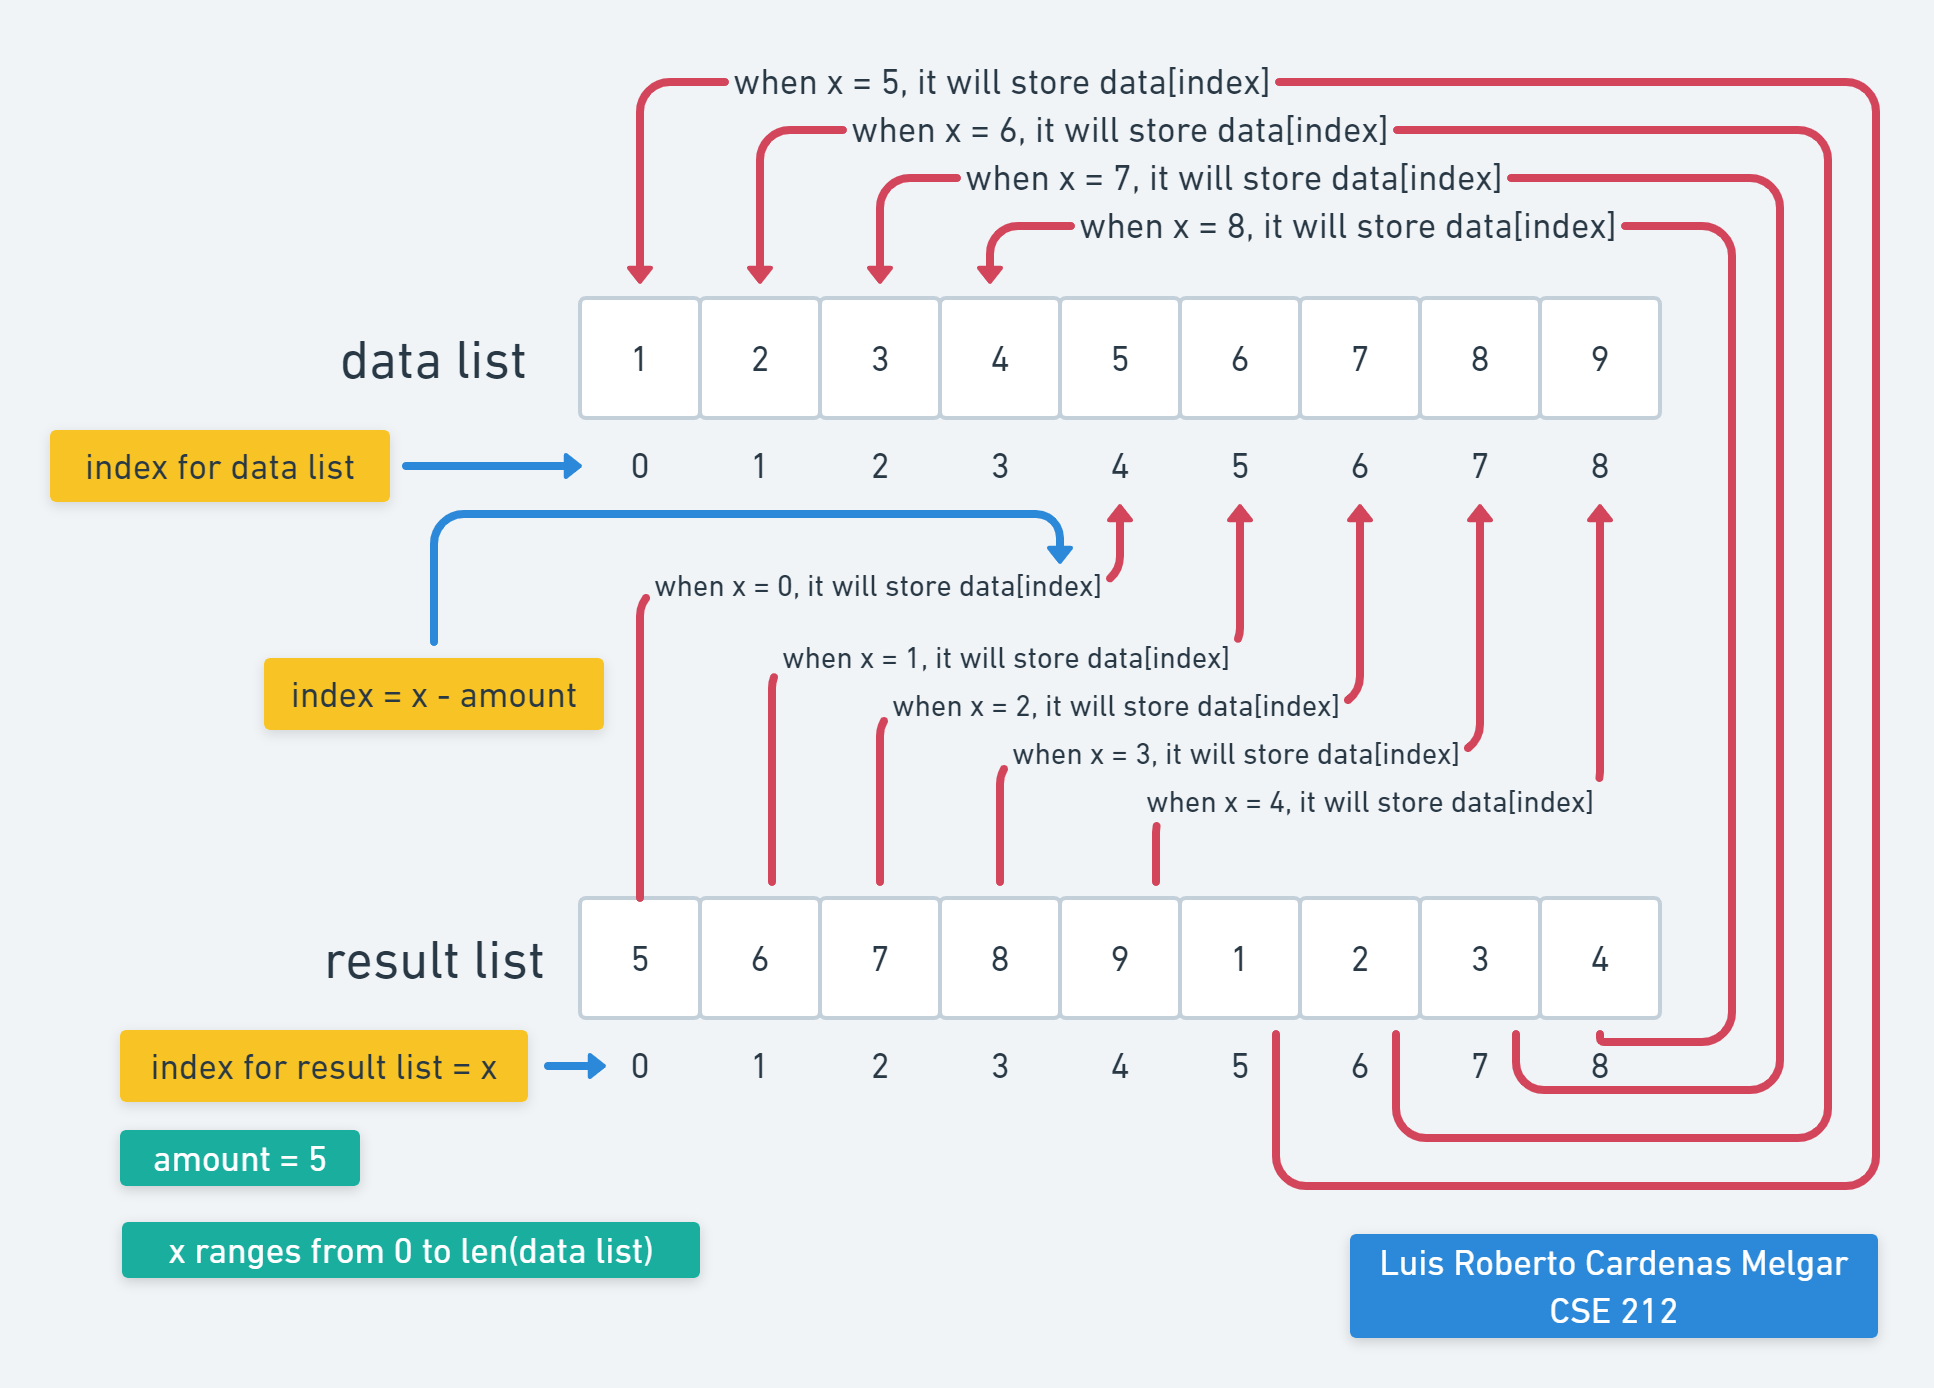 when x = 5, it will store data[index]
when x = 6, it will store data[index]
when x = 7, it will store data[index]
when x = 8, it will store data[index]
data list
1 2 3 4 5 6 7 8 9
index for data list
0 1 2 3 4 5 6 7 8
when x = 0, it will store data[index]
when x = 1, it will store data[index]
index = x - amount
when x = 2, it will store data[index]
when x = 3, it will store data[index]
when x = 4, it will store data[index]
result list
5 6 7 8 9 1 2 3 4
index for result list = x
0 1 2 3 4 5 6 7 8
amount = 5
x ranges from 0 to len(data list)
Luis Roberto Cardenas Melgar
CSE 212